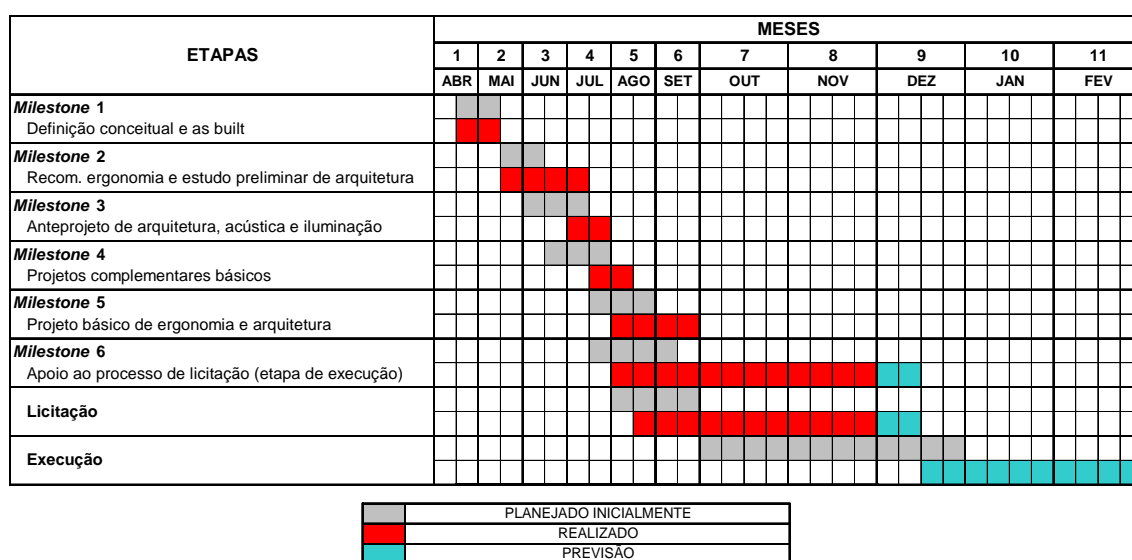 MESES
ETAPAS
1 2 3 4 5 6 7 8 9 10 11
ABR MAI JUN JUL AGO SET OUT NOV DEZ JAN FEV
Milestone 1
Definição conceitual e as built
Milestone 2
Recom. ergonomia e estudo preliminar de arquitetura
Milestone 3
Anteprojeto de arquitetura, acústica e iluminação
Milestone 4
Projetos complementares básicos
Milestone 5
Projeto básico de ergonomia e arquitetura
Milestone 6
Apoio ao processo de licitação (etapa de execução)
Licitação
Execução
PLANEJADO INICIALMENTE
REALIZADO
PREVISÃO